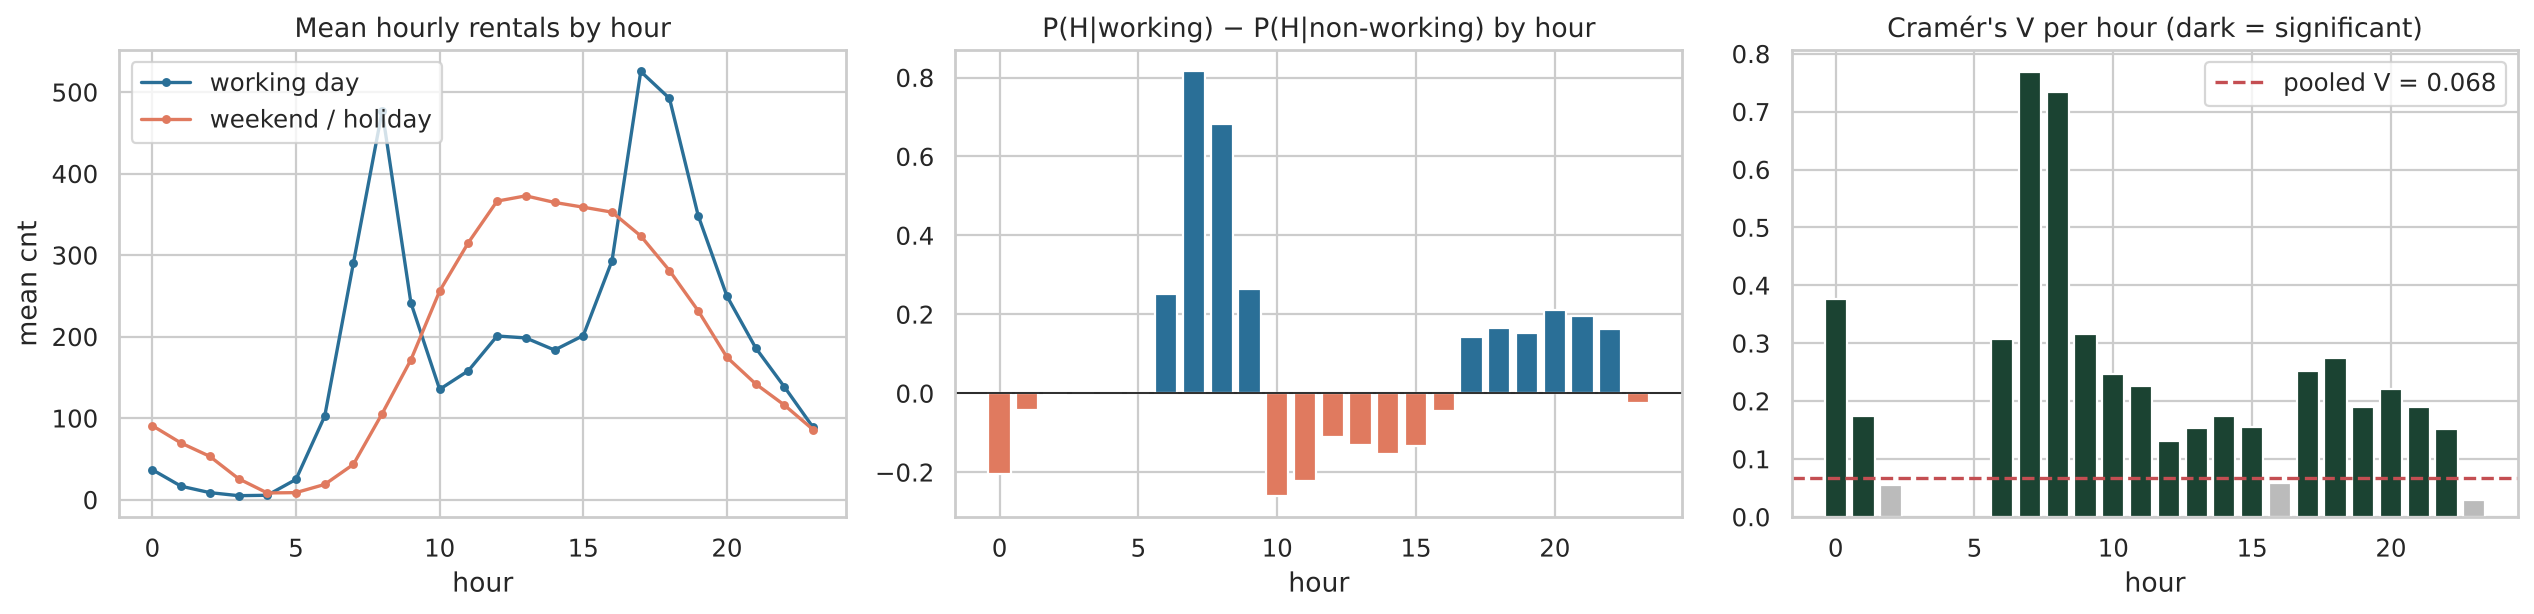 Mean hourly rentals by hour
working day
weekend / holiday
mean cnt
500
400
300
200
100
0
0 5 10 15 20
hour
P(H|working) − P(H|non-working) by hour
0.8
0.6
0.4
0.2
0.0
−0.2
0 5 10 15 20
hour
Cramér's V per hour (dark = significant)
pooled V = 0.068
0.8
0.7
0.6
0.5
0.4
0.3
0.2
0.1
0.0
0 5 10 15 20
hour